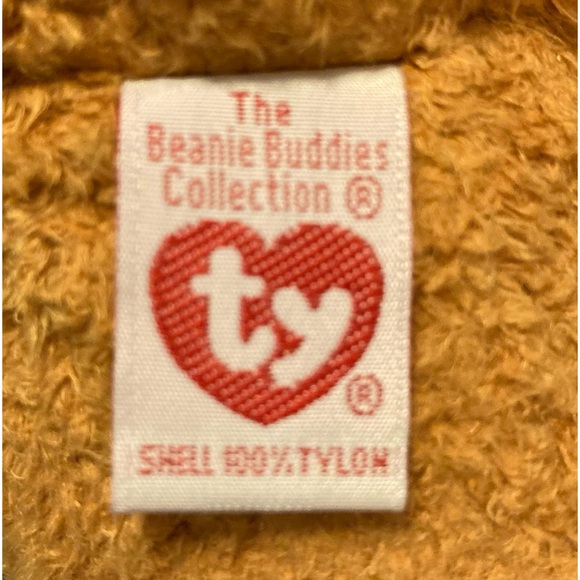 The
Beanie Buddies
Collection ®
ty
®
SHELL 100% TYLON